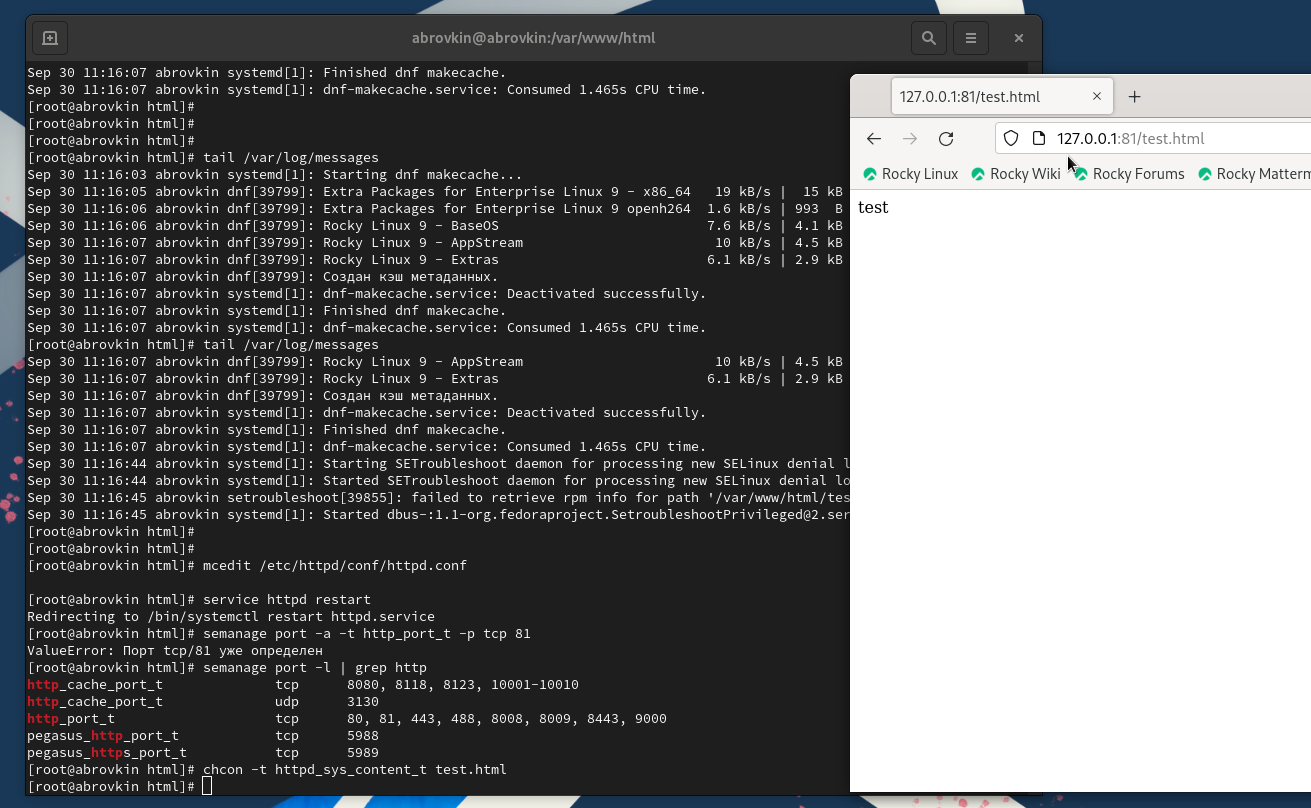 abrovkin@abrovkin:/var/www/html
Sep 30 11:16:07 abrovkin systemd[1]: Finished dnf makecache.
Sep 30 11:16:07 abrovkin systemd[1]: dnf-makecache.service: Consumed 1.465s CPU time.
[root@abrovkin html]#
[root@abrovkin html]#
[root@abrovkin html]#
[root@abrovkin html]# tail /var/log/messages
Sep 30 11:16:03 abrovkin systemd[1]: Starting dnf makecache...
Sep 30 11:16:05 abrovkin dnf[39799]: Extra Packages for Enterprise Linux 9 - x86_64   19 kB/s |  15 kB
Sep 30 11:16:06 abrovkin dnf[39799]: Extra Packages for Enterprise Linux 9 openh264  1.6 kB/s | 993  B
Sep 30 11:16:06 abrovkin dnf[39799]: Rocky Linux 9 - BaseOS                          7.6 kB/s | 4.1 kB
Sep 30 11:16:07 abrovkin dnf[39799]: Rocky Linux 9 - AppStream                        10 kB/s | 4.5 kB
Sep 30 11:16:07 abrovkin dnf[39799]: Rocky Linux 9 - Extras                          6.1 kB/s | 2.9 kB
Sep 30 11:16:07 abrovkin dnf[39799]: Создан кэш метаданных.
Sep 30 11:16:07 abrovkin systemd[1]: dnf-makecache.service: Deactivated successfully.
Sep 30 11:16:07 abrovkin systemd[1]: Finished dnf makecache.
Sep 30 11:16:07 abrovkin systemd[1]: dnf-makecache.service: Consumed 1.465s CPU time.
[root@abrovkin html]# tail /var/log/messages
Sep 30 11:16:07 abrovkin dnf[39799]: Rocky Linux 9 - AppStream                        10 kB/s | 4.5 kB
Sep 30 11:16:07 abrovkin dnf[39799]: Rocky Linux 9 - Extras                          6.1 kB/s | 2.9 kB
Sep 30 11:16:07 abrovkin dnf[39799]: Создан кэш метаданных.
Sep 30 11:16:07 abrovkin systemd[1]: dnf-makecache.service: Deactivated successfully.
Sep 30 11:16:07 abrovkin systemd[1]: Finished dnf makecache.
Sep 30 11:16:07 abrovkin systemd[1]: dnf-makecache.service: Consumed 1.465s CPU time.
Sep 30 11:16:44 abrovkin systemd[1]: Starting SETroubleshoot daemon for processing new SELinux denial l
Sep 30 11:16:44 abrovkin systemd[1]: Started SETroubleshoot daemon for processing new SELinux denial lo
Sep 30 11:16:45 abrovkin setroubleshoot[39855]: failed to retrieve rpm info for path '/var/www/html/tes
Sep 30 11:16:45 abrovkin systemd[1]: Started dbus-:1.1-org.fedoraproject.SetroubleshootPrivileged@2.ser
[root@abrovkin html]#
[root@abrovkin html]#
[root@abrovkin html]# mcedit /etc/httpd/conf/httpd.conf
[root@abrovkin html]# service httpd restart
Redirecting to /bin/systemctl restart httpd.service
[root@abrovkin html]# semanage port -a -t http_port_t -p tcp 81
ValueError: Порт tcp/81 уже определен
[root@abrovkin html]# semanage port -l | grep http
http_cache_port_t              tcp      8080, 8118, 8123, 10001-10010
http_cache_port_t              udp      3130
http_port_t                    tcp      80, 81, 443, 488, 8008, 8009, 8443, 9000
pegasus_http_port_t            tcp      5988
pegasus_https_port_t           tcp      5989
[root@abrovkin html]# chcon -t httpd_sys_content_t test.html
[root@abrovkin html]#
127.0.0.1:81/test.html
127.0.0.1:81/test.html
Rocky Linux Rocky Wiki Rocky Forums Rocky Matterm
test